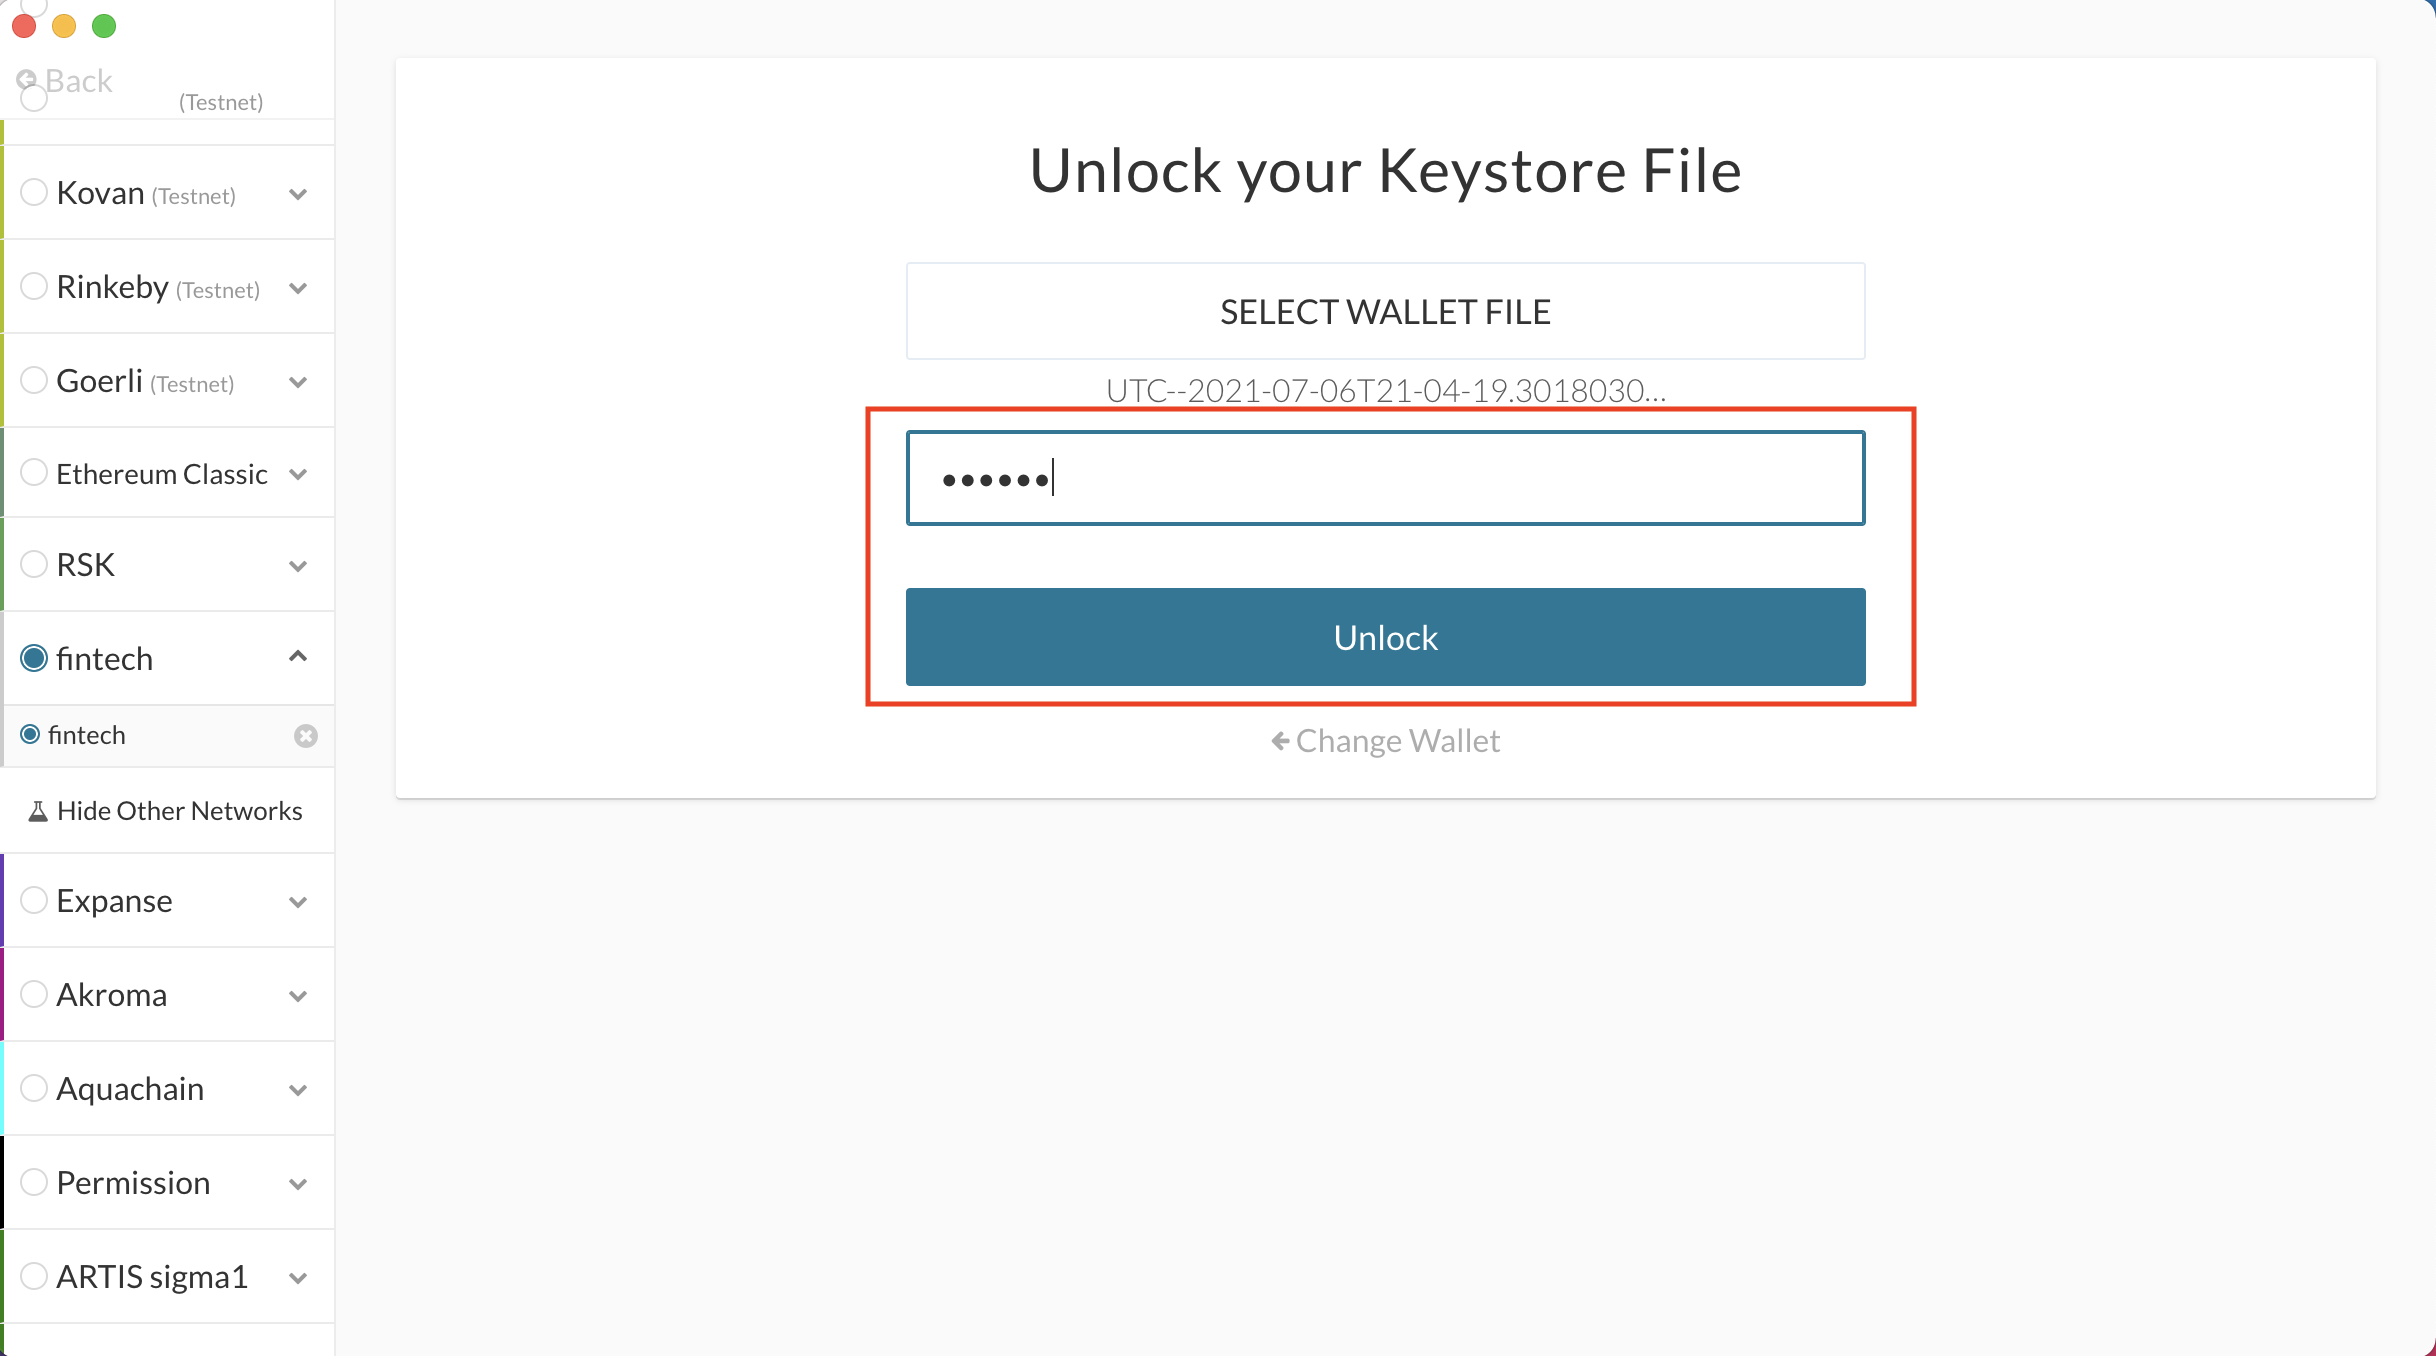 Back
(Testnet)
Kovan (Testnet)
Rinkeby (Testnet)
Goerli (Testnet)
Ethereum Classic
RSK
fintech
fintech
Hide Other Networks
Expanse
Akroma
Aquachain
Permission
ARTIS sigma1
Unlock your Keystore File
SELECT WALLET FILE
UTC--2021-07-06T21-04-19.3018030...
••••••
Unlock
Change Wallet